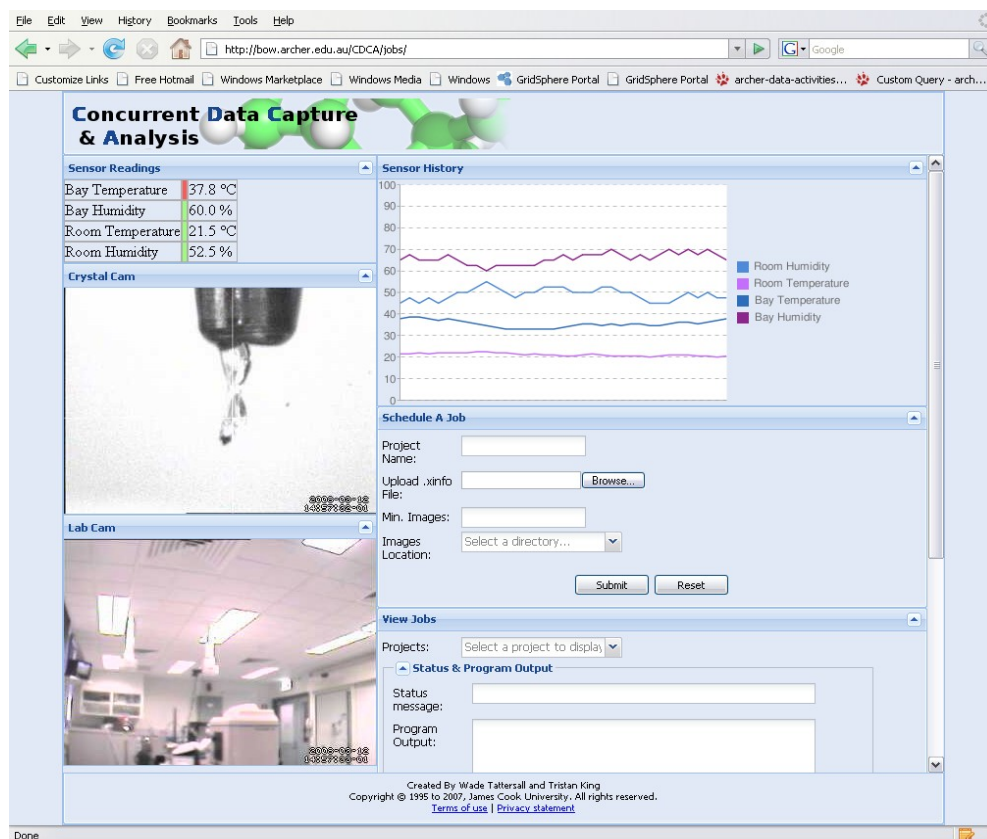 File Edit View History Bookmarks Tools Help
http://bow.archer.edu.au/CDCA/jobs/
G Google
Customize Links Free Hotmail Windows Marketplace Windows Media Windows GridSphere Portal GridSphere Portal archer-data-activities... Custom Query - arch...
Concurrent Data Capture
& Analysis
Sensor Readings
Bay Temperature 37.8 °C
Bay Humidity 60.0 %
Room Temperature 21.5 °C
Room Humidity 52.5 %
Crystal Cam
Lab Cam
Sensor History
100
90
80
70
60
50
40
30
20
10
0
Room Humidity
Room Temperature
Bay Temperature
Bay Humidity
Schedule A Job
Project
Name:
Upload .xinfo
File:
Browse...
Min. Images:
Images
Location:
Select a directory...
Submit Reset
View Jobs
Projects: Select a project to display
Status & Program Output
Status
message:
Program
Output:
Created By Wade Tattersall and Tristan King
Copyright © 1995 to 2007, James Cook University. All rights reserved.
Terms of use | Privacy statement
Done